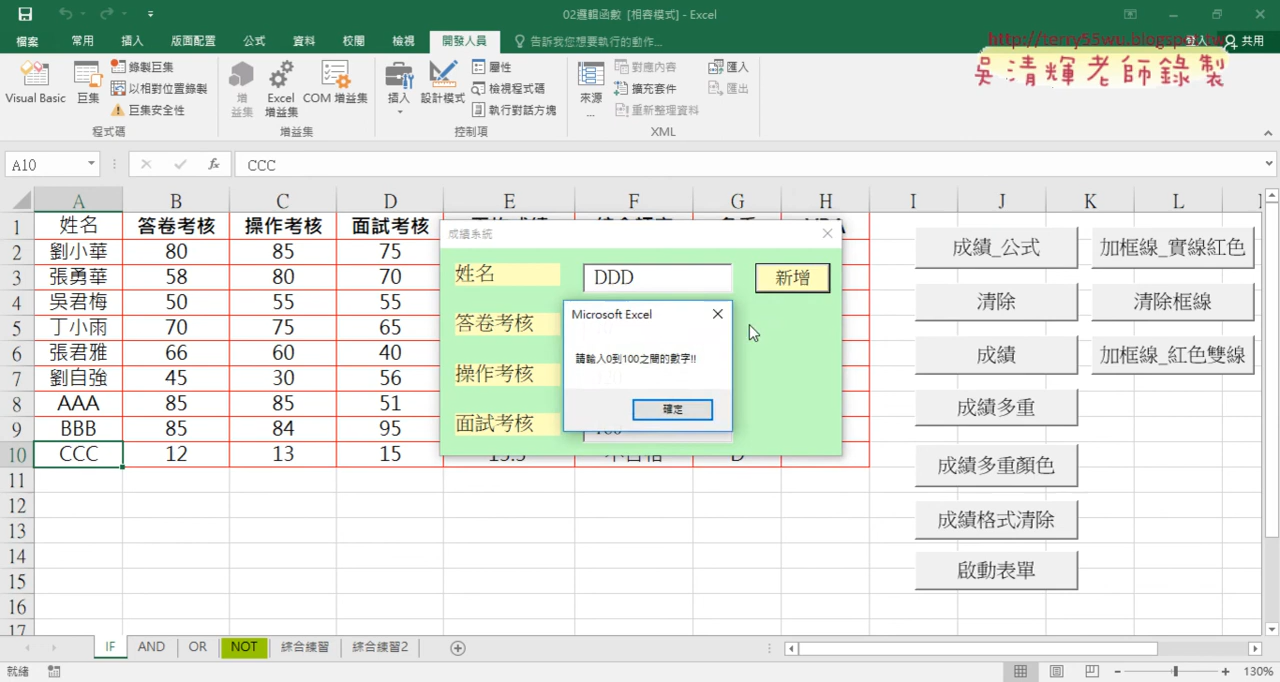 02邏輯函數 [相容模式] - Excel
檔案 常用 插入 版面配置 公式 資料 校閱 檢視 開發人員 告訴我您想要執行的動作... 登入 共用
http://terry55wu.blogspot.tw
吳清輝老師錄製
Visual Basic 巨集 錄製巨集 以相對位置錄製 巨集安全性 程式碼
增益集 Excel 增益集 COM 增益集 增益集
插入 設計模式 屬性 檢視程式碼 執行對話方塊 控制項
來源 ... 對應內容 擴充套件 重新整理資料 匯入 匯出 XML
A10 fx CCC
A B C D E F G H I J K L
1 姓名 答卷考核 操作考核 面試考核
2 劉小華 80 85 75
3 張勇華 58 80 70
4 吳君梅 50 55 55
5 丁小雨 70 75 65
6 張君雅 66 60 40
7 劉自強 45 30 56
8 AAA 85 85 51
9 BBB 85 84 95
10 CCC 12 13 15
11
12
13
14
15
16
17
成績系統
姓名 DDD 新增
答卷考核
操作考核
面試考核
Microsoft Excel
請輸入0到100之間的數字!!
確定
成績_公式 加框線_實線紅色
清除 清除框線
成績 加框線_紅色雙線
成績多重
成績多重顏色
成績格式清除
啟動表單
IF AND OR NOT 綜合練習 綜合練習2
就緒 130%